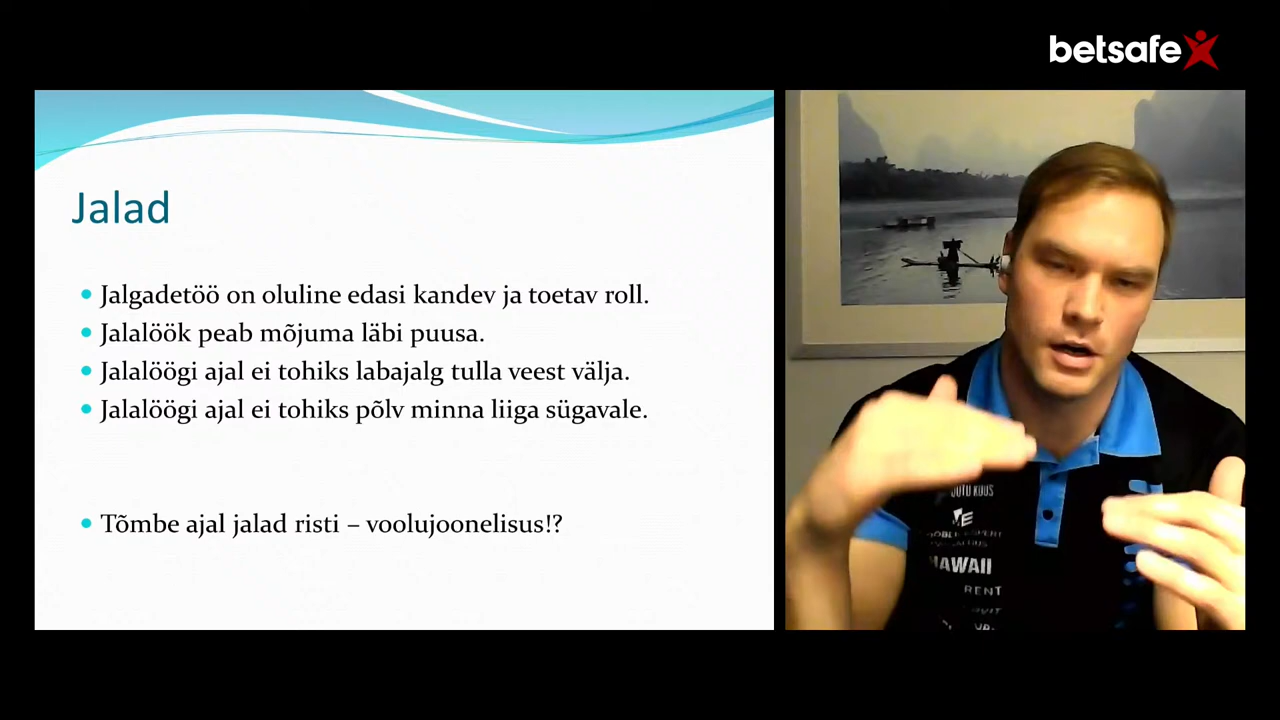 betsafe
Jalad
Jalgadetöö on oluline edasi kandev ja toetav roll.
Jalalöök peab mõjuma läbi puusa.
Jalalöögi ajal ei tohiks labajalg tulla veest välja.
Jalalöögi ajal ei tohiks põlv minna liiga sügavale.
Tõmbe ajal jalad risti – voolujoonelisus!?
HAWAII
RENT